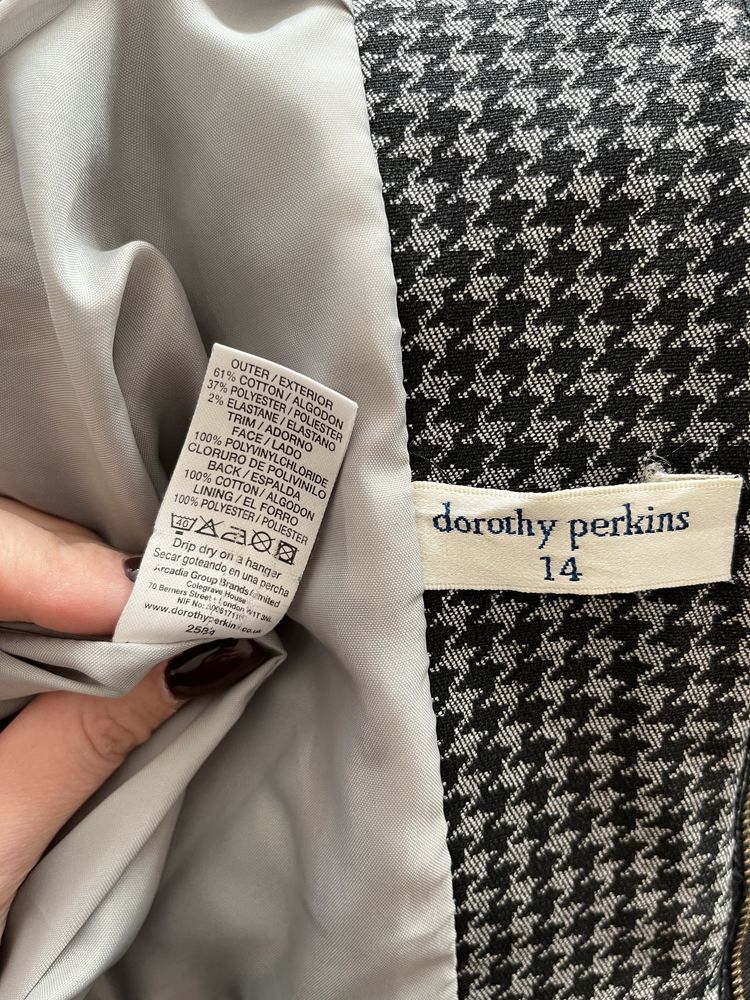 OUTER / EXTERIOR
61% COTTON / ALGODON
37% POLYESTER / POLIESTER
2% ELASTANE / ELASTANO
TRIM / ADORNO
FACE / LADO
100% POLYVINYLCHLORIDE
CLORURO DE POLIVINILO
BACK / ESPALDA
100% COTTON / ALGODON
LINING / EL FORRO
100% POLYESTER / POLIESTER
40
Drip dry on a hanger
Secar goteando en una percha
Arcadia Group Brands Limited
Colegrave House
70 Berners Street London W1T 3NL
NIF No:
www.dorothyperkins.co.uk
2584
dorothy perkins
14